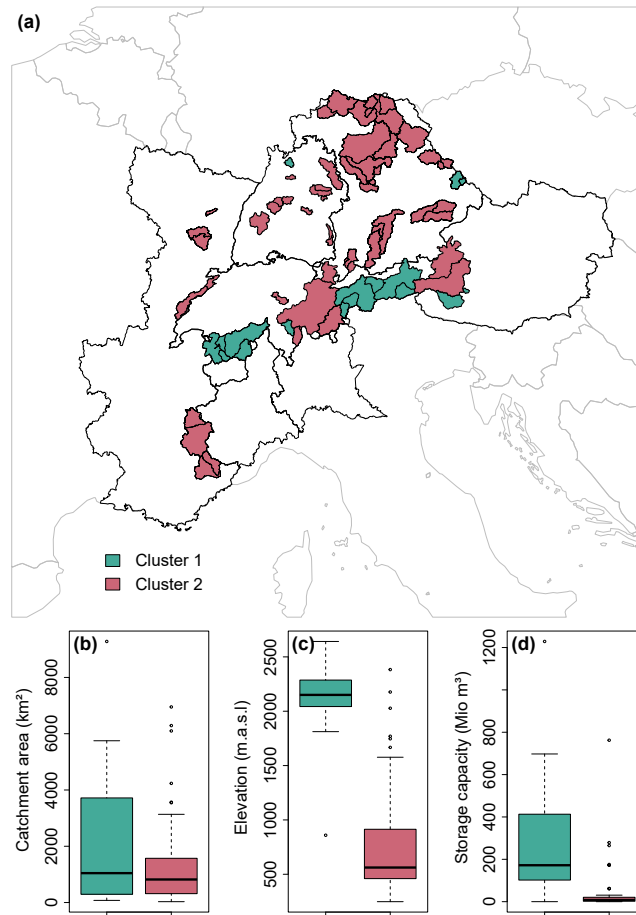 (a)
Cluster 1
Cluster 2
(b)
Catchment area (km²)
0
2000
4000
6000
8000
(c)
Elevation (m.a.s.l)
500
1000
1500
2000
2500
(d)
Storage capacity (Mio m³)
0
200
400
600
800
1200